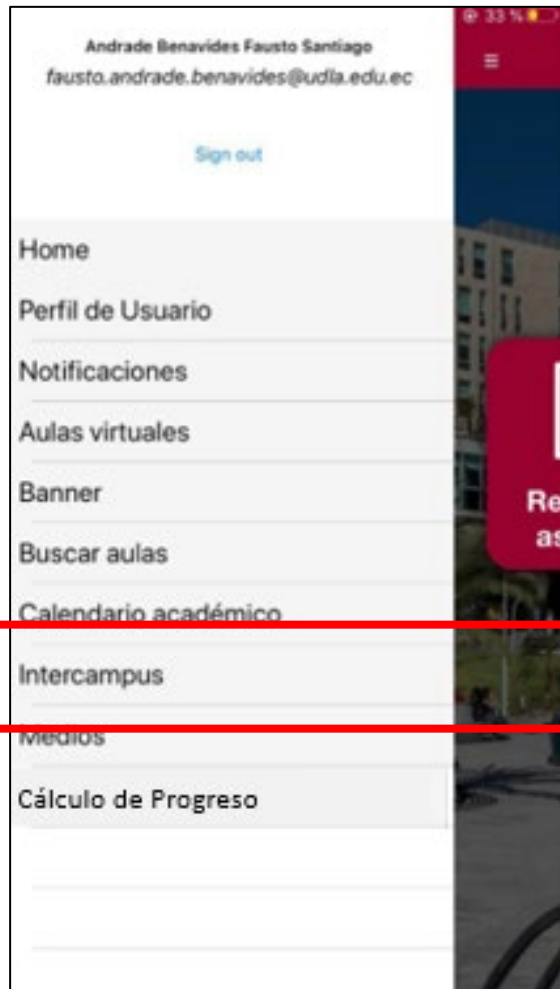 33 %
Andrade Benavides Fausto Santiago
fausto.andrade.benavides@udla.edu.ec
Sign out
Home
Perfil de Usuario
Notificaciones
Aulas virtuales
Banner
Buscar aulas
Calendario académico
Intercampus
Medios
Cálculo de Progreso
Re
as